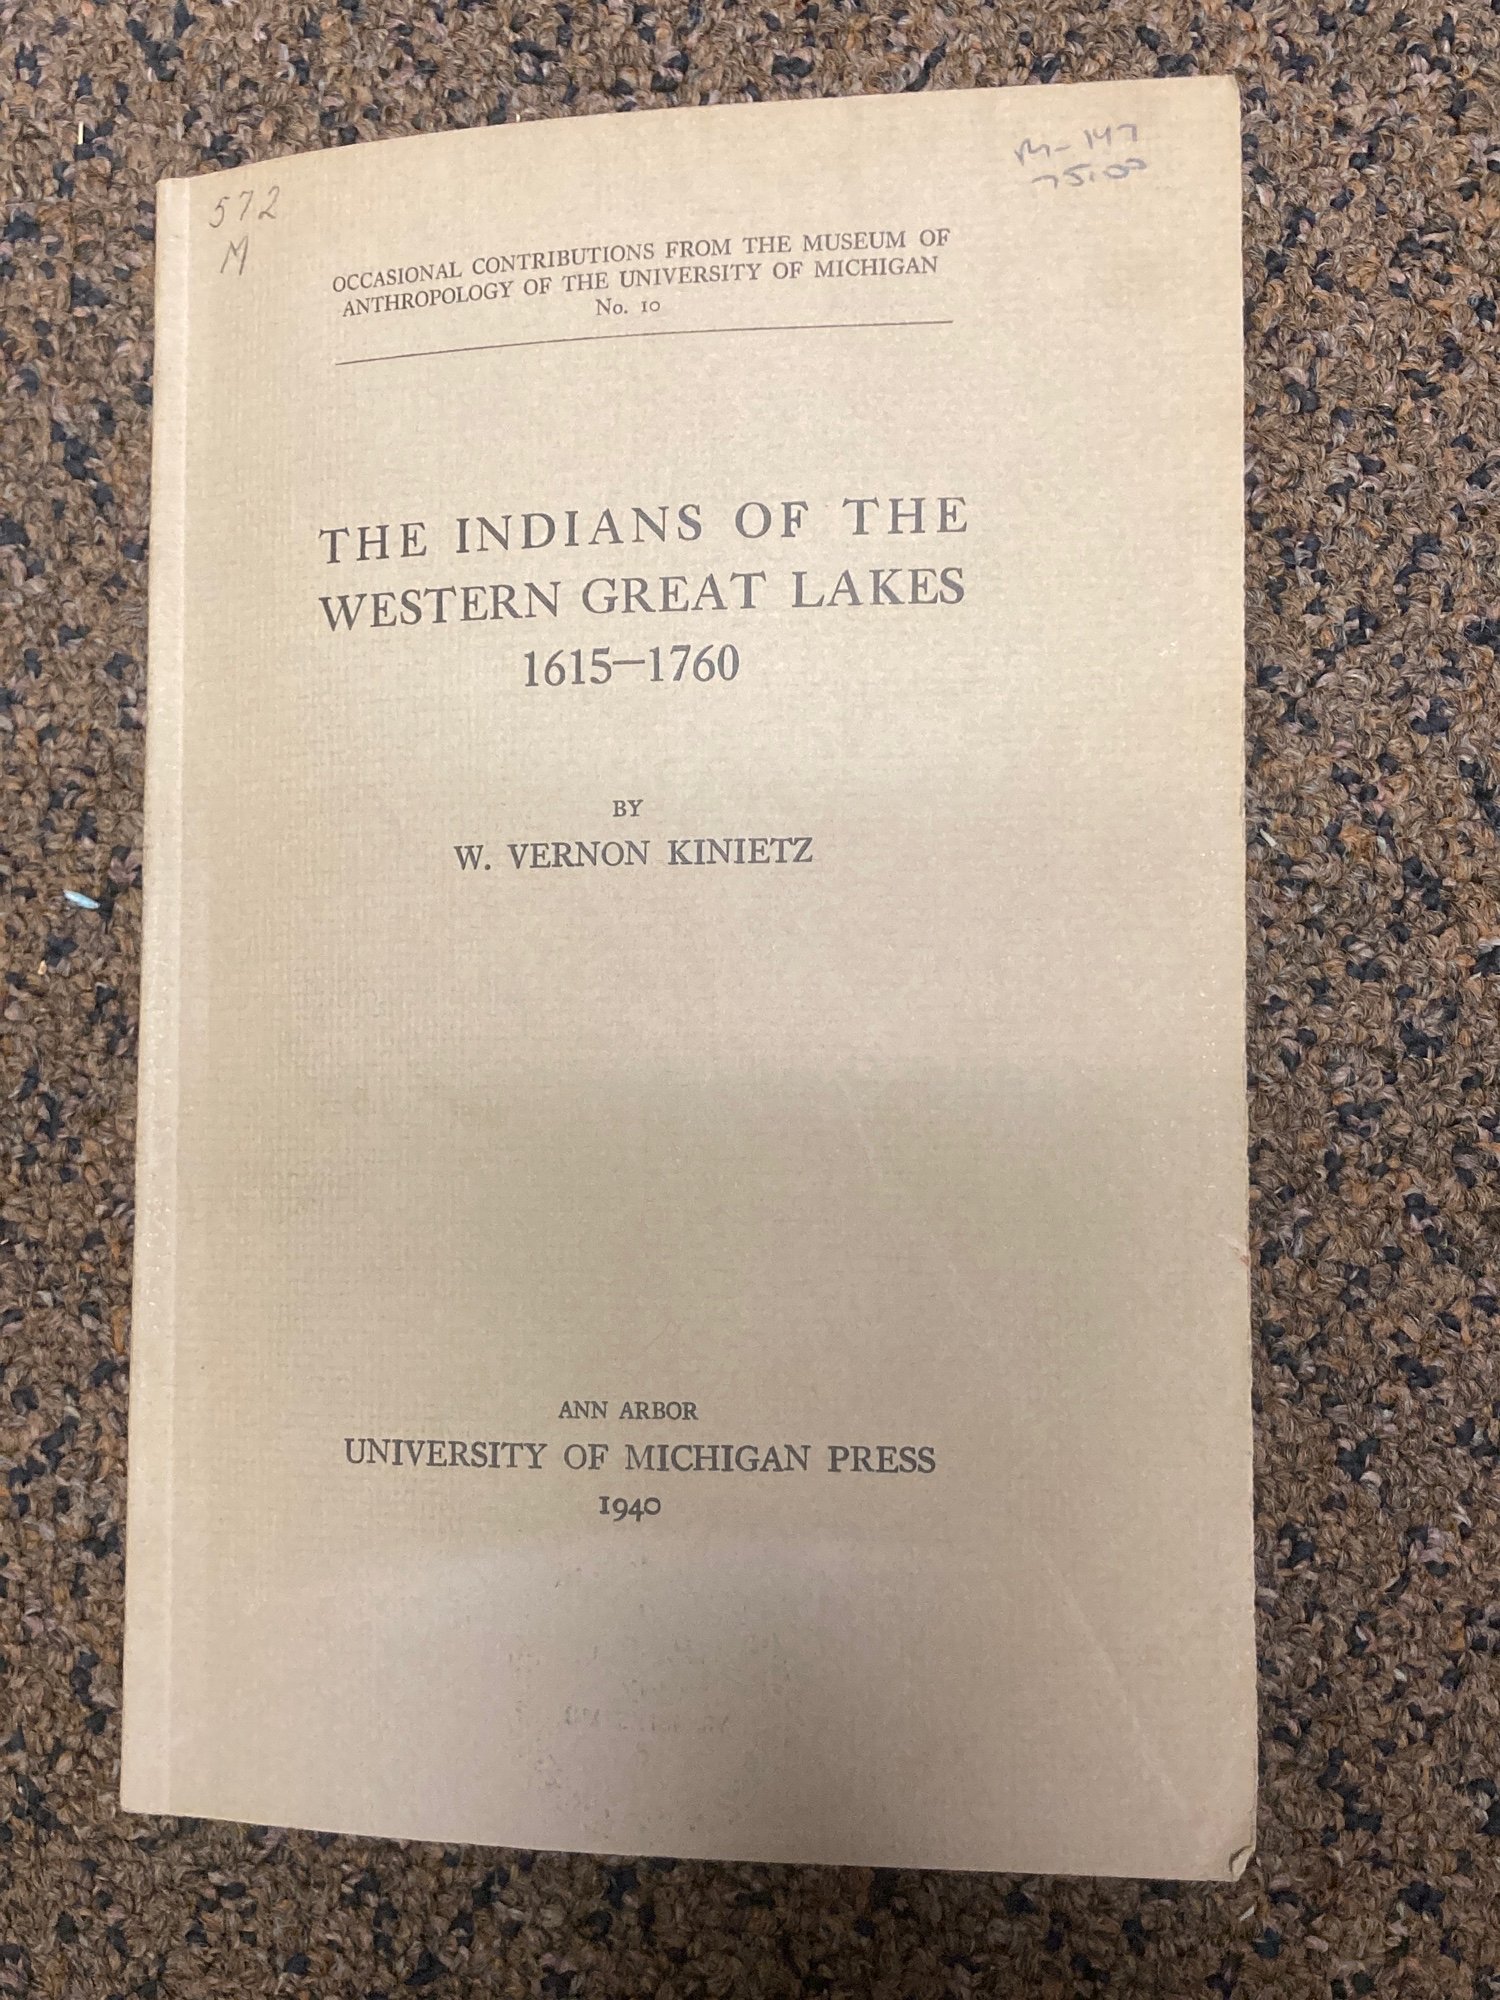 572
M
M-147
75.00
OCCASIONAL CONTRIBUTIONS FROM THE MUSEUM OF
ANTHROPOLOGY OF THE UNIVERSITY OF MICHIGAN
No. 10
THE INDIANS OF THE
WESTERN GREAT LAKES
1615–1760
BY
W. VERNON KINIETZ
ANN ARBOR
UNIVERSITY OF MICHIGAN PRESS
1940